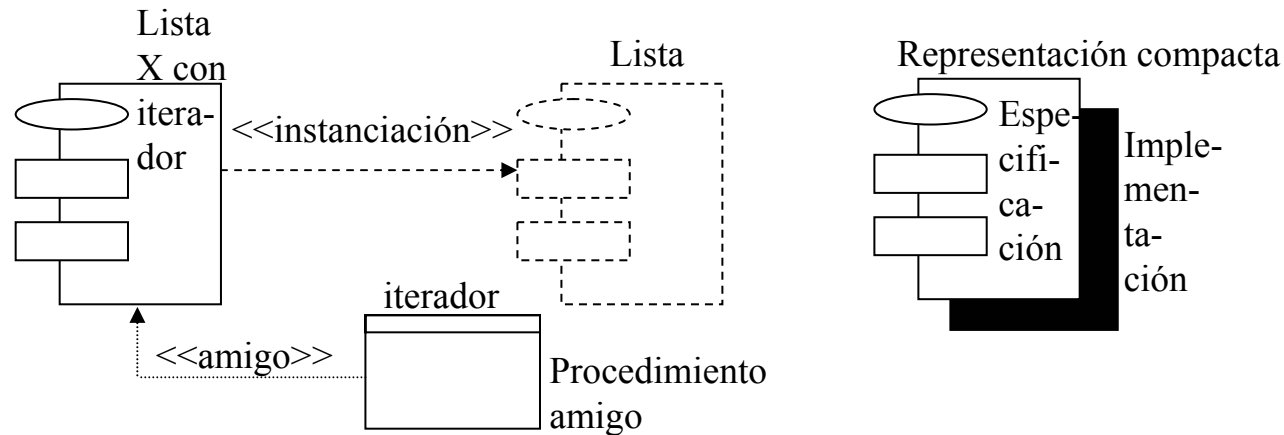 Lista
X con
itera-
dor
<<instanciación>>
Lista
<<amigo>>
iterador
Procedimiento
amigo
Representación compacta
Espe-
cifi-
ca-
ción
Imple-
men-
ta-
ción